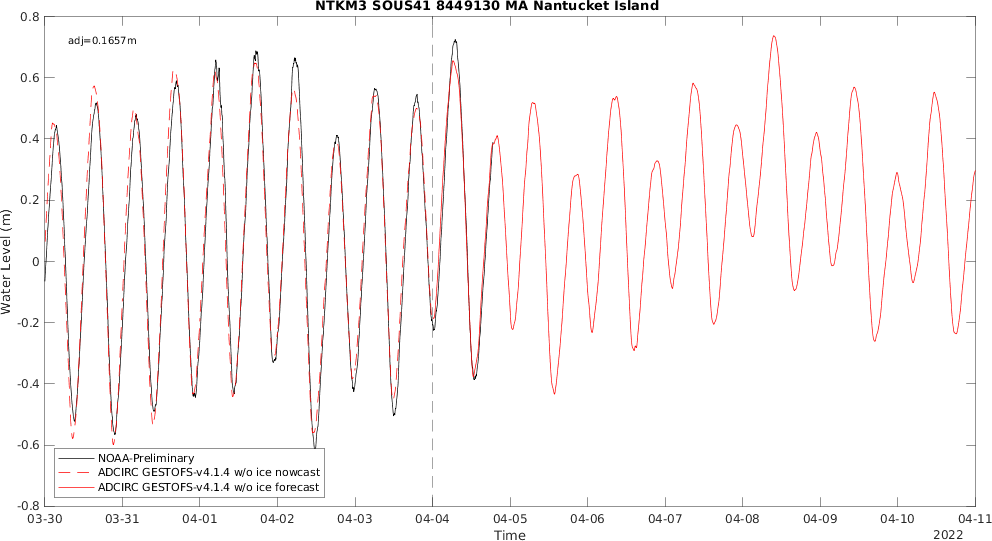 NTKM3 SOUS41 8449130 MA Nantucket Island
adj=0.1657m
0.8
0.6
0.4
0.2
0
-0.2
-0.4
-0.6
-0.8
Water Level (m)
NOAA-Preliminary
ADCIRC GESTOFS-v4.1.4 w/o ice nowcast
ADCIRC GESTOFS-v4.1.4 w/o ice forecast
03-30 03-31 04-01 04-02 04-03 04-04 04-05 04-06 04-07 04-08 04-09 04-10 04-11
Time
2022